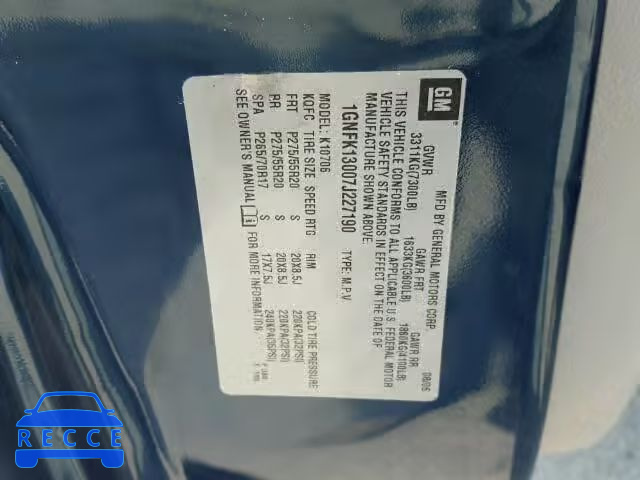 GM
MFD BY GENERAL MOTORS CORP. 08/06
GVWR GAWR FRT GAWR RR
3311KG(7300LB) 1633KG(3600LB) 1860KG(4100LB)
THIS VEHICLE CONFORMS TO ALL APPLICABLE U.S. FEDERAL MOTOR
VEHICLE SAFETY STANDARDS IN EFFECT ON THE DATE OF
MANUFACTURE SHOWN ABOVE.
1GNFK13007J227190 TYPE: M.P.V
MODEL: K10706
KQFC TIRE SIZE SPEED RTG RIM COLD TIRE PRESSURE
FRT P275/55R20 S 20X8.5J 220KPA(32PSI)
RR P275/55R20 S 20X8.5J 220KPA(32PSI)
SPA P265/70R17 S 17X7.5J 240KPA(35PSI)
SEE OWNER'S MANUAL FOR MORE INFORMATION.
RECCE